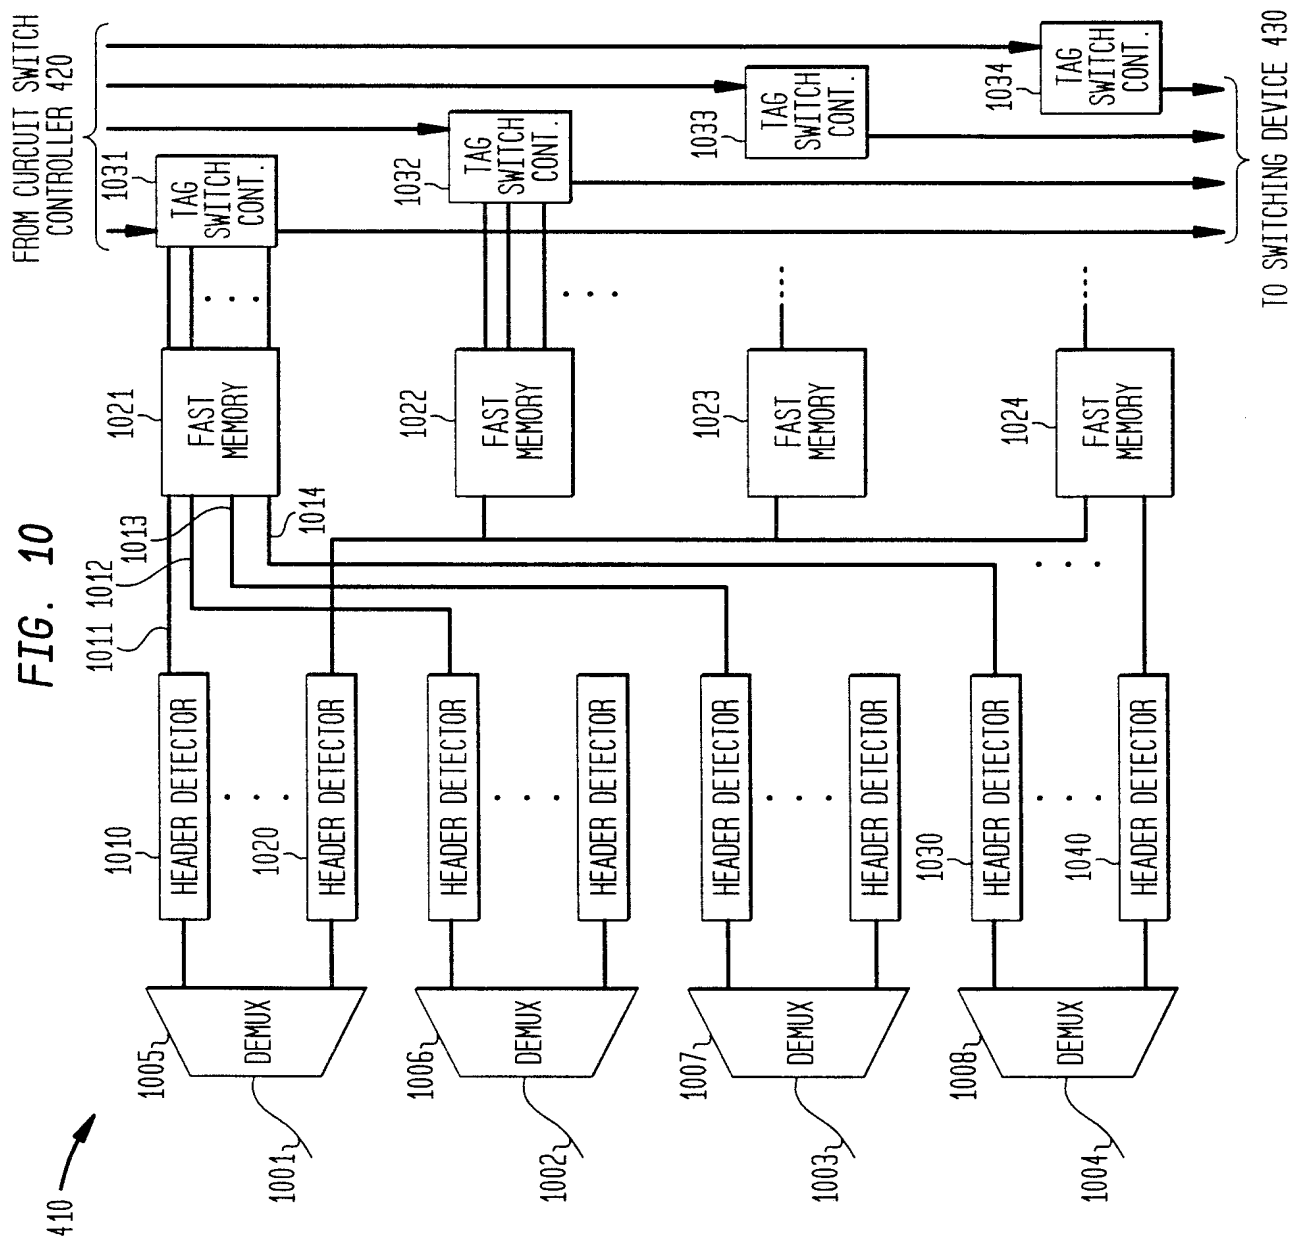 FIG. 10
410
1001
1005
DEMUX
1010
HEADER DETECTOR
1020
HEADER DETECTOR
1002
1006
DEMUX
HEADER DETECTOR
HEADER DETECTOR
1003
1007
DEMUX
HEADER DETECTOR
HEADER DETECTOR
1004
1008
DEMUX
1030
HEADER DETECTOR
1040
HEADER DETECTOR
1011
1012
1013
1014
1021
FAST
MEMORY
1022
FAST
MEMORY
1023
FAST
MEMORY
1024
FAST
MEMORY
FROM CURCUIT SWITCH
CONTROLLER 420
1031
TAG
SWITCH
CONT.
1032
TAG
SWITCH
CONT.
1033
TAG
SWITCH
CONT.
1034
TAG
SWITCH
CONT.
TO SWITCHING DEVICE 430